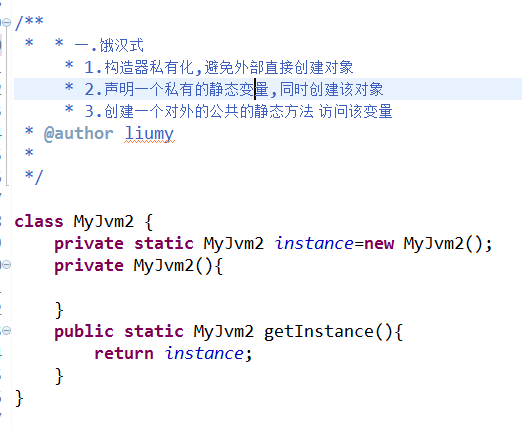 /**
 *  * 一.饿汉式
    * 1.构造器私有化,避免外部直接创建对象
    * 2.声明一个私有的静态变量,同时创建该对象
    * 3.创建一个对外的公共的静态方法 访问该变量
 * @author liumy
 *
 */
class MyJvm2 {
    private static MyJvm2 instance=new MyJvm2();
    private MyJvm2(){
    }
    public static MyJvm2 getInstance(){
        return instance;
    }
}